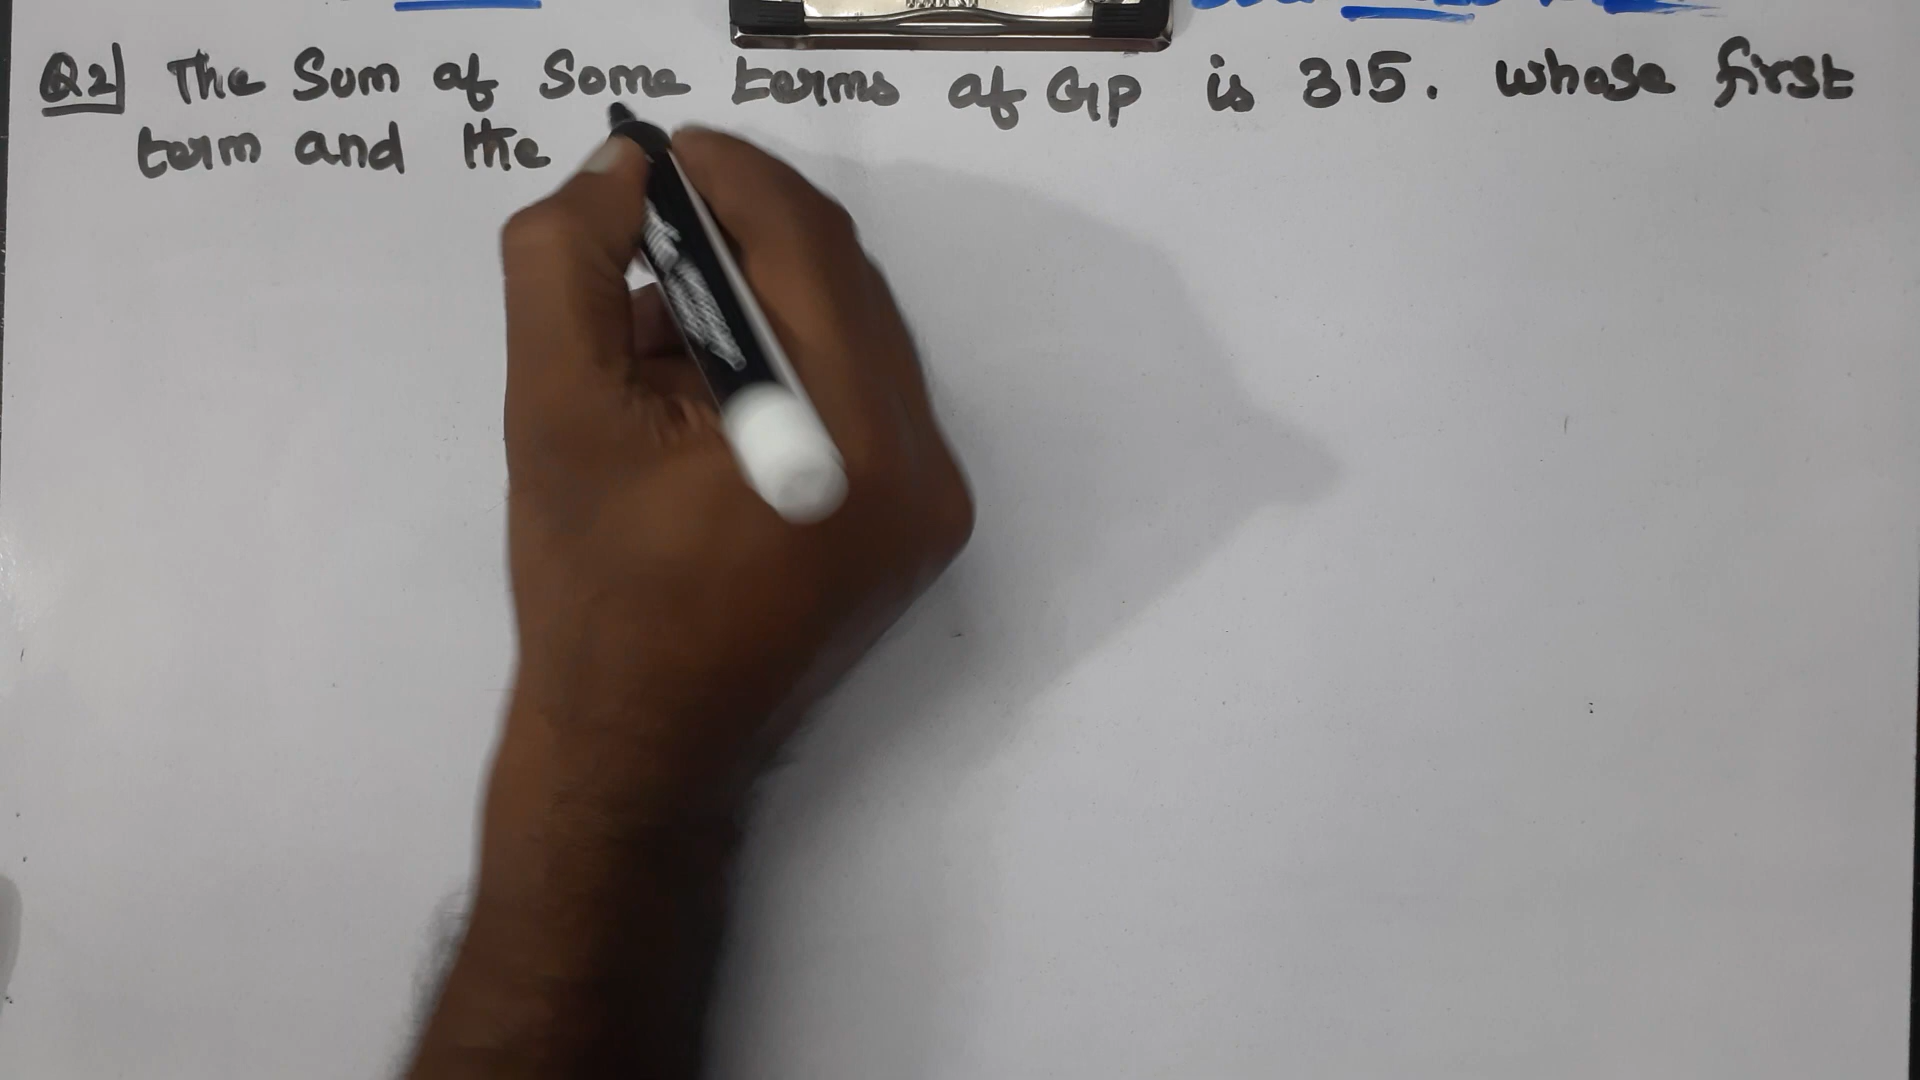 Q2] The Sum of Some terms of GP is 315. whose first
term and the